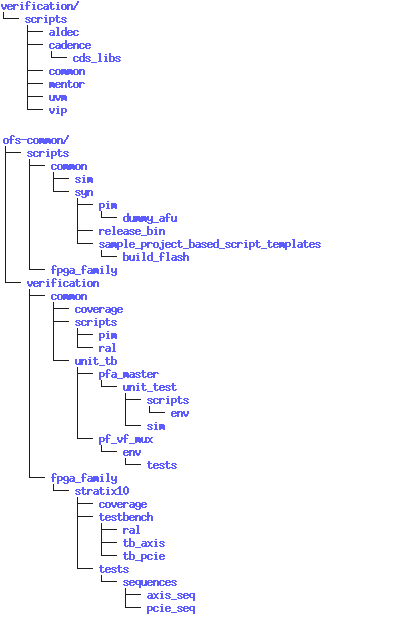 verification/
scripts
aldec
cadence
cds_libs
common
mentor
uvm
vip
ofs-common/
scripts
common
sim
syn
pim
dummy_afu
release_bin
sample_project_based_script_templates
build_flash
fpga_family
verification
common
coverage
scripts
pim
ral
unit_tb
pfa_master
unit_test
scripts
env
sim
pf_vf_mux
env
tests
fpga_family
stratix10
coverage
testbench
ral
tb_axis
tb_pcie
tests
sequences
axis_seq
pcie_seq